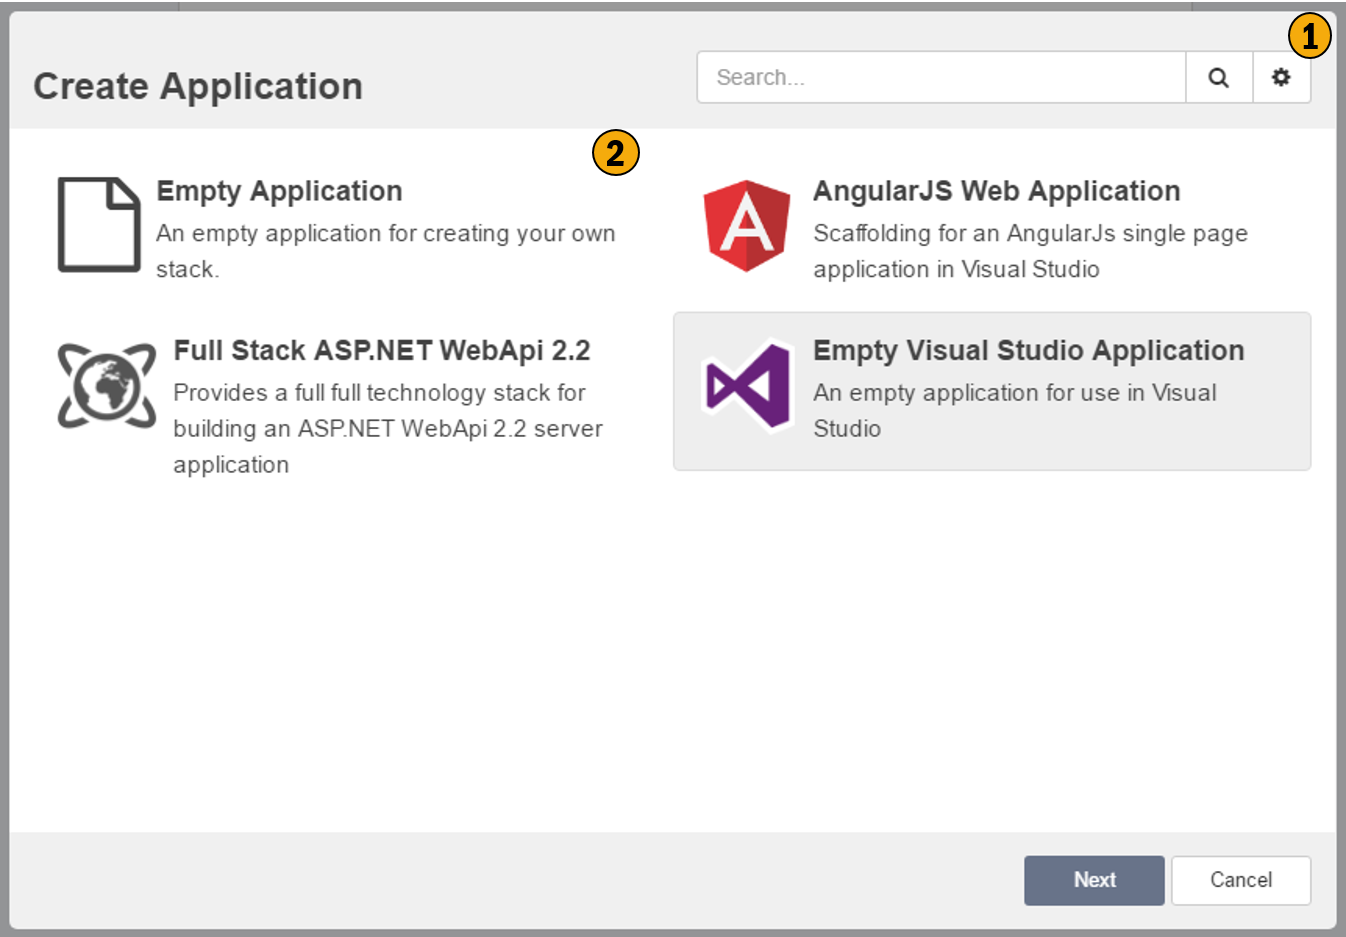 1
Create Application
Search...
2
Empty Application
An empty application for creating your own
stack.
AngularJS Web Application
Scaffolding for an AngularJs single page
application in Visual Studio
Full Stack ASP.NET WebApi 2.2
Provides a full full technology stack for
building an ASP.NET WebApi 2.2 server
application
Empty Visual Studio Application
An empty application for use in Visual
Studio
Next
Cancel